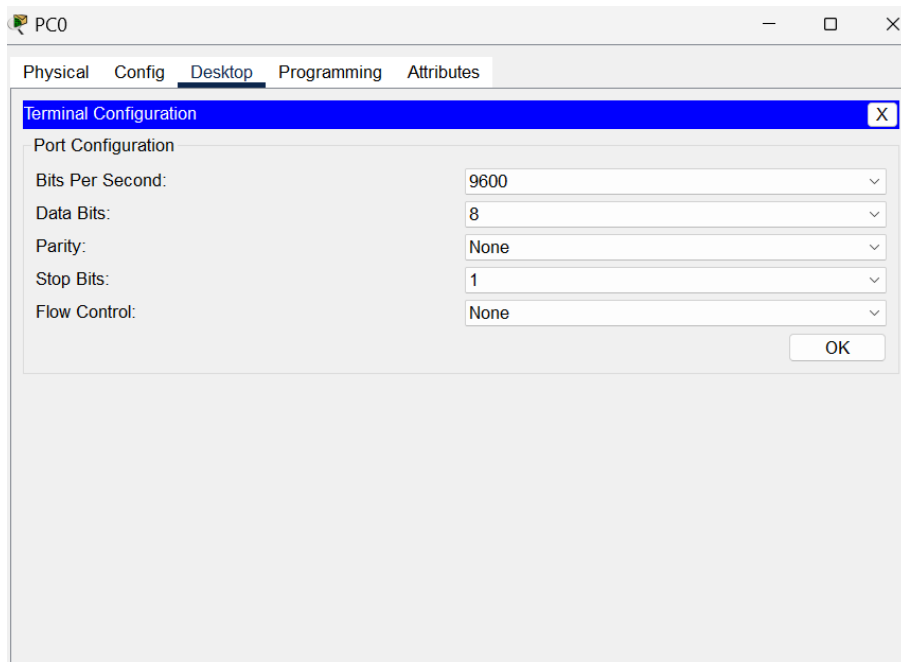 PC0
Physical Config Desktop Programming Attributes
Terminal Configuration X
Port Configuration
Bits Per Second: 9600
Data Bits: 8
Parity: None
Stop Bits: 1
Flow Control: None
OK